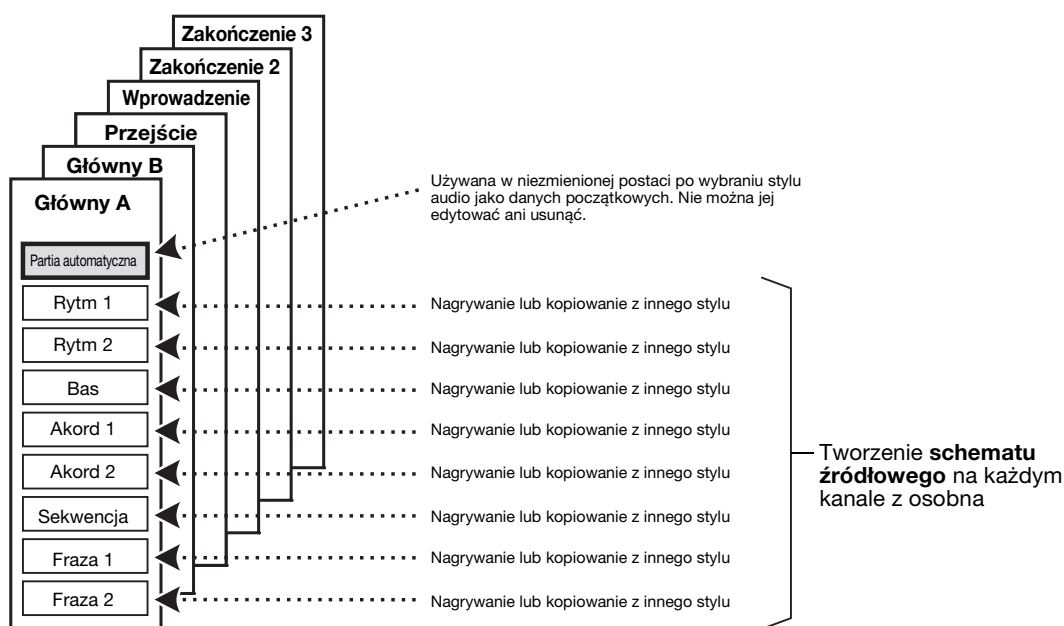 Zakończenie 3
Zakończenie 2
Wprowadzenie
Przejście
Główny B
Główny A
Używana w niezmienionej postaci po wybraniu stylu
audio jako danych początkowych. Nie można jej
edytować ani usunąć.
Partia automatyczna
Rytm 1
Nagrywanie lub kopiowanie z innego stylu
Rytm 2
Nagrywanie lub kopiowanie z innego stylu
Bas
Nagrywanie lub kopiowanie z innego stylu
Akord 1
Nagrywanie lub kopiowanie z innego stylu
Akord 2
Nagrywanie lub kopiowanie z innego stylu
Sekwencja
Nagrywanie lub kopiowanie z innego stylu
Fraza 1
Nagrywanie lub kopiowanie z innego stylu
Fraza 2
Nagrywanie lub kopiowanie z innego stylu
Tworzenie schematu
źródłowego na każdym
kanale z osobna